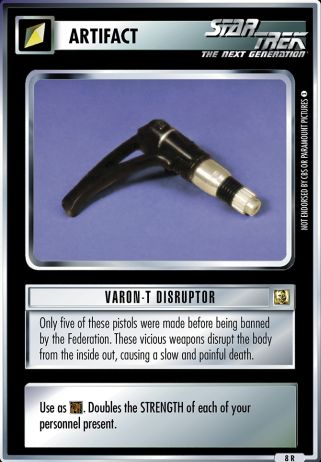 ARTIFACT
STAR TREK
THE NEXT GENERATION®
NOT ENDORSED BY CBS OR PARAMOUNT PICTURES
VARON-T DISRUPTOR
Only five of these pistols were made before being banned
by the Federation. These vicious weapons disrupt the body
from the inside out, causing a slow and painful death.
Use as . Doubles the STRENGTH of each of your
personnel present.
8 R